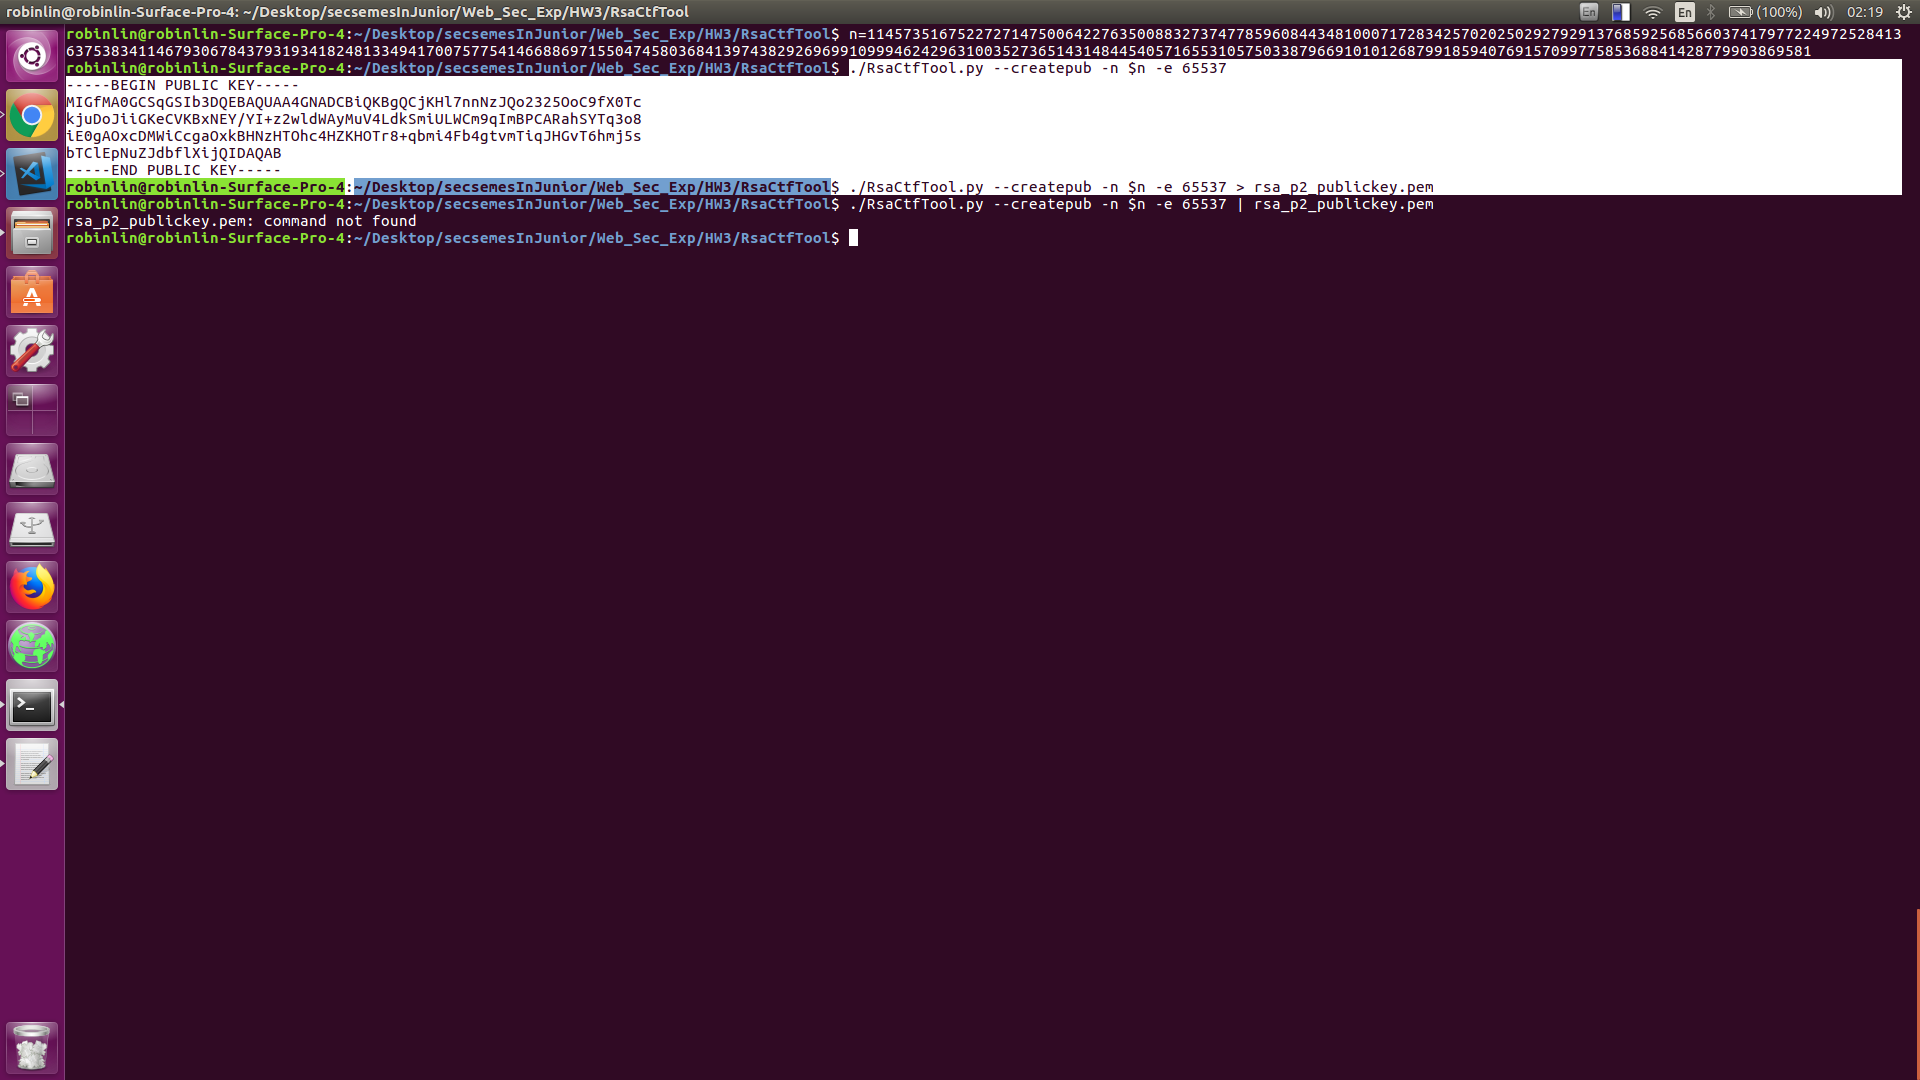 robinlin@robinlin-Surface-Pro-4: ~/Desktop/secsemesInJunior/Web_Sec_Exp/HW3/RsaCtfTool
En
En
(100%)
02:19
robinlin@robinlin-Surface-Pro-4:~/Desktop/secsemesInJunior/Web_Sec_Exp/HW3/RsaCtfTool$ n=1145735167522727147500642276350088327374778596084434810007172834257020250292792913768592568566037417977224972528413
63753834114679306784379319341824813349417007577541466886971550474580368413974382926969910999462429631003527365143148445405716553105750338796691010126879918594076915709977585368841428779903869581
robinlin@robinlin-Surface-Pro-4:~/Desktop/secsemesInJunior/Web_Sec_Exp/HW3/RsaCtfTool$ ./RsaCtfTool.py --createpub -n $n -e 65537
-----BEGIN PUBLIC KEY-----
MIGfMA0GCSqGSIb3DQEBAQUAA4GNADCBiQKBgQCjKHl7nnNzJQo2325OoC9fX0Tc
kjuDoJiiGKeCVKBxNEY/YI+z2wldWAyMuV4LdkSmiULWCm9qImBPCARahSYTq3o8
iE0gAOxcDMWiCcgaOxkBHNzHTOhc4HZKHOTr8+qbmi4Fb4gtvmTiqJHGvT6hmj5s
bTClEpNuZJdbflXijQIDAQAB
-----END PUBLIC KEY-----
robinlin@robinlin-Surface-Pro-4:~/Desktop/secsemesInJunior/Web_Sec_Exp/HW3/RsaCtfTool$ ./RsaCtfTool.py --createpub -n $n -e 65537 > rsa_p2_publickey.pem
robinlin@robinlin-Surface-Pro-4:~/Desktop/secsemesInJunior/Web_Sec_Exp/HW3/RsaCtfTool$ ./RsaCtfTool.py --createpub -n $n -e 65537 | rsa_p2_publickey.pem
rsa_p2_publickey.pem: command not found
robinlin@robinlin-Surface-Pro-4:~/Desktop/secsemesInJunior/Web_Sec_Exp/HW3/RsaCtfTool$